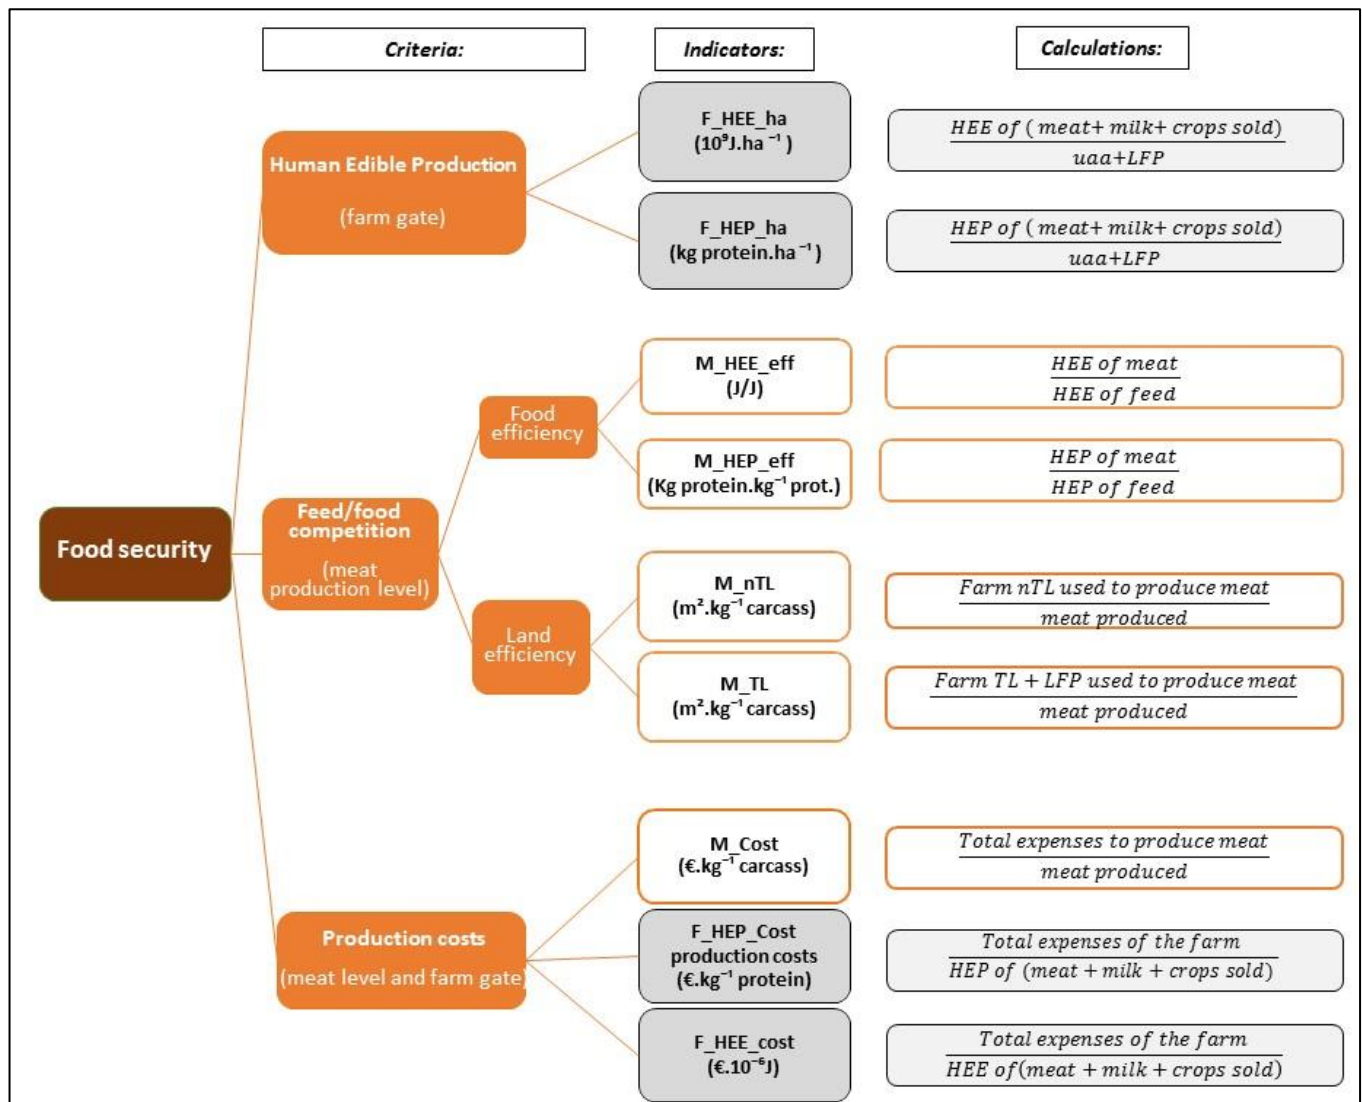 Criteria:
Indicators:
Calculations:
Food security
Human Edible Production
(farm gate)
F_HEE_ha
(10⁹J.ha⁻¹ )
HEE of ( meat+ milk+ crops sold)
uaa+LFP
F_HEP_ha
(kg protein.ha⁻¹)
HEP of ( meat+ milk+ crops sold)
uaa+LFP
Feed/food
competition
(meat
production level)
Food
efficiency
M_HEE_eff
(J/J)
HEE of meat
HEE of feed
M_HEP_eff
(Kg protein.kg⁻¹ prot.)
HEP of meat
HEP of feed
Land
efficiency
M_nTL
(m².kg⁻¹ carcass)
Farm nTL used to produce meat
meat produced
M_TL
(m².kg⁻¹ carcass)
Farm TL + LFP used to produce meat
meat produced
Production costs
(meat level and farm gate)
M_Cost
(€.kg⁻¹ carcass)
Total expenses to produce meat
meat produced
F_HEP_Cost
production costs
(€.kg⁻¹ protein)
Total expenses of the farm
HEP of (meat + milk + crops sold)
F_HEE_cost
(€.10⁻⁶J)
Total expenses of the farm
HEE of(meat + milk + crops sold)